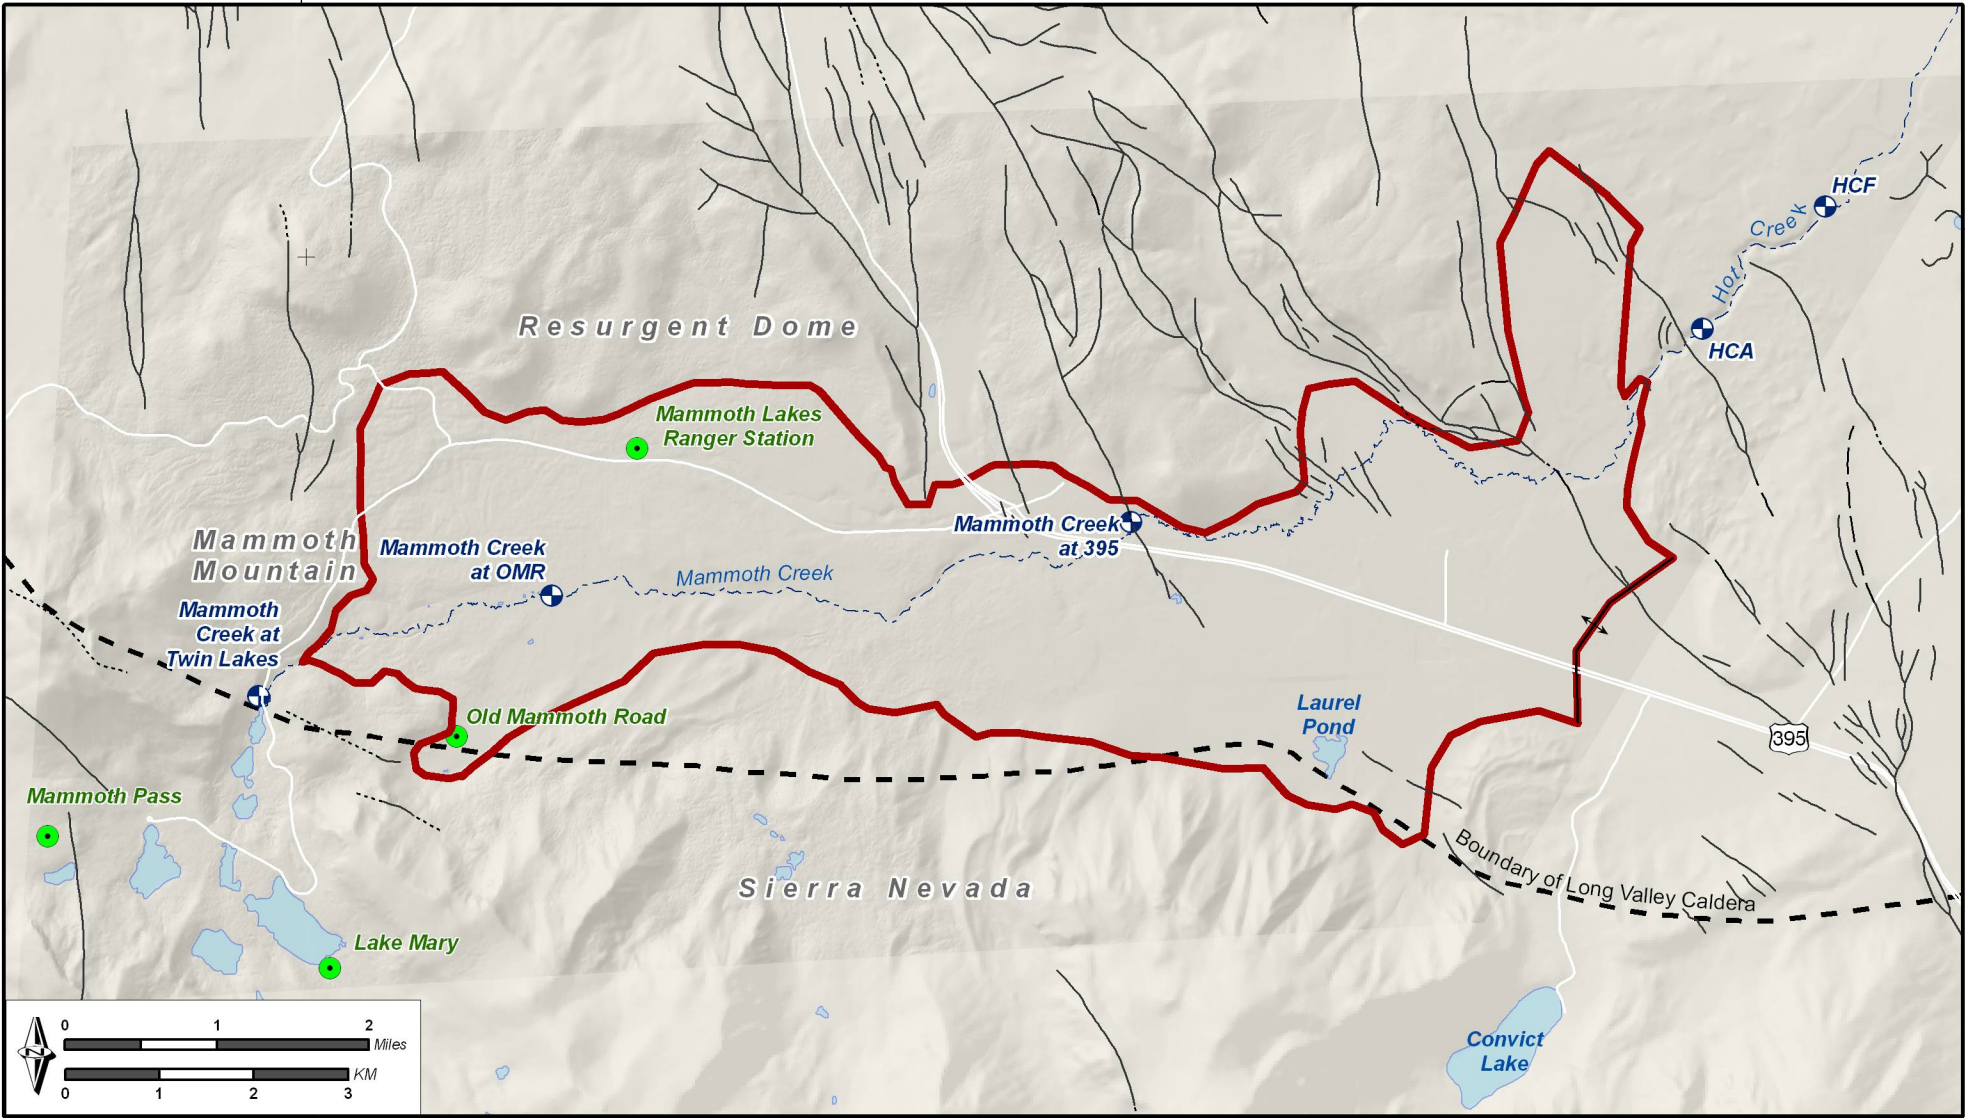 HCF
Hot Creek
HCA
Resurgent Dome
Mammoth Lakes
Ranger Station
Mammoth
Mountain
Mammoth Creek
at OMR
Mammoth Creek
Mammoth Creek
at 395
Mammoth
Creek at
Twin Lakes
Old Mammoth Road
Laurel
Pond
395
Mammoth Pass
Boundary of Long Valley Caldera
Sierra Nevada
Lake Mary
Convict
Lake
N
0 1 2
Miles
KM
0 1 2 3